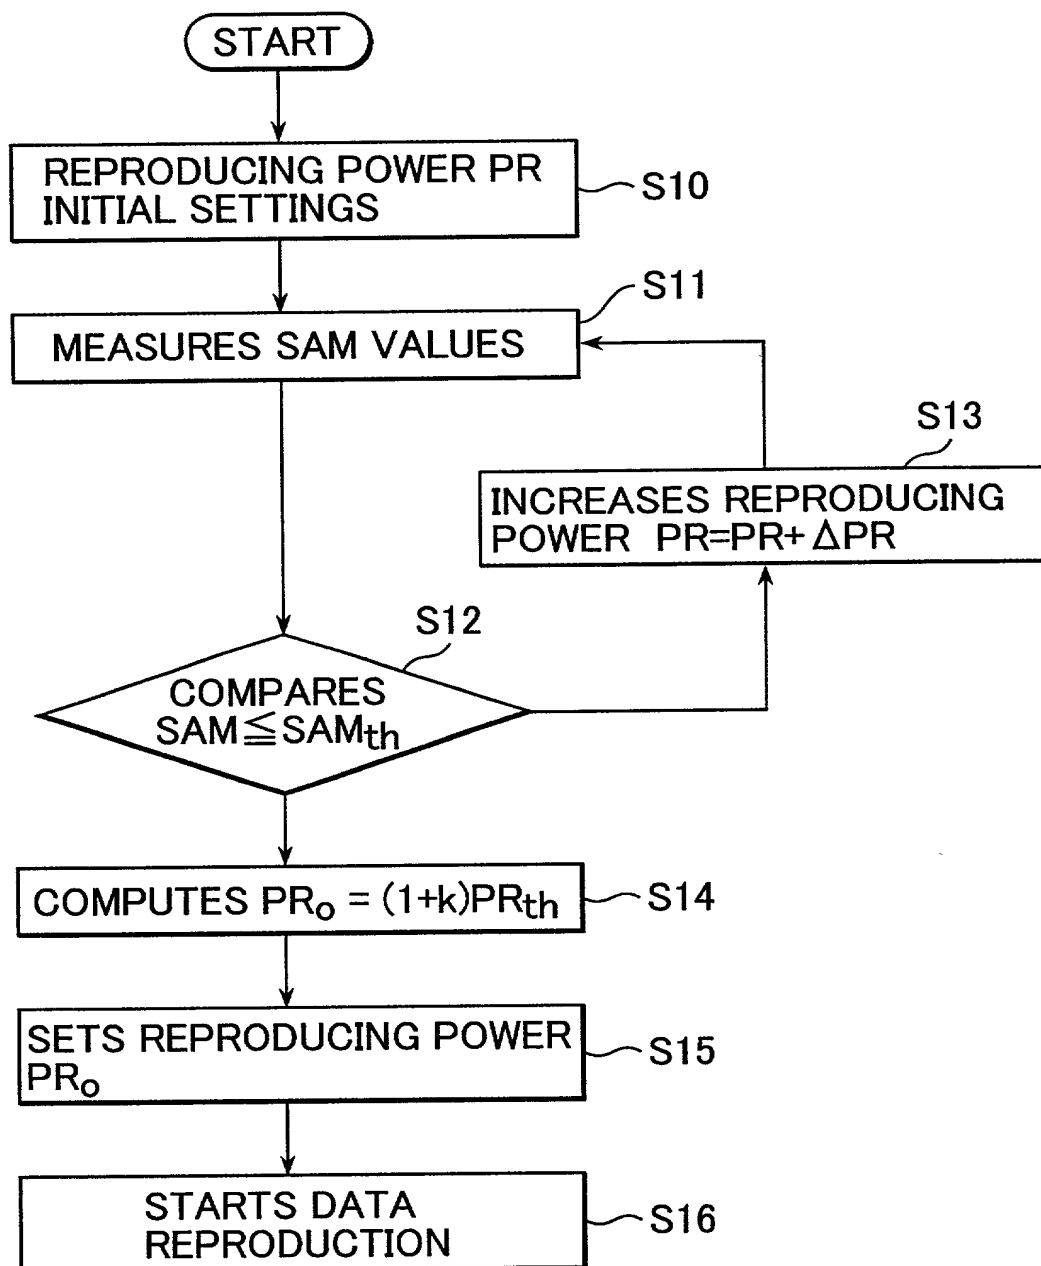 START
REPRODUCING POWER PR
INITIAL SETTINGS
S10
S11
MEASURES SAM VALUES
S13
INCREASES REPRODUCING
POWER PR=PR+ΔPR
S12
COMPARES
SAM≦SAMth
COMPUTES PRo = (1+k)PRth
S14
SETS REPRODUCING POWER
PRo
S15
STARTS DATA
REPRODUCTION
S16